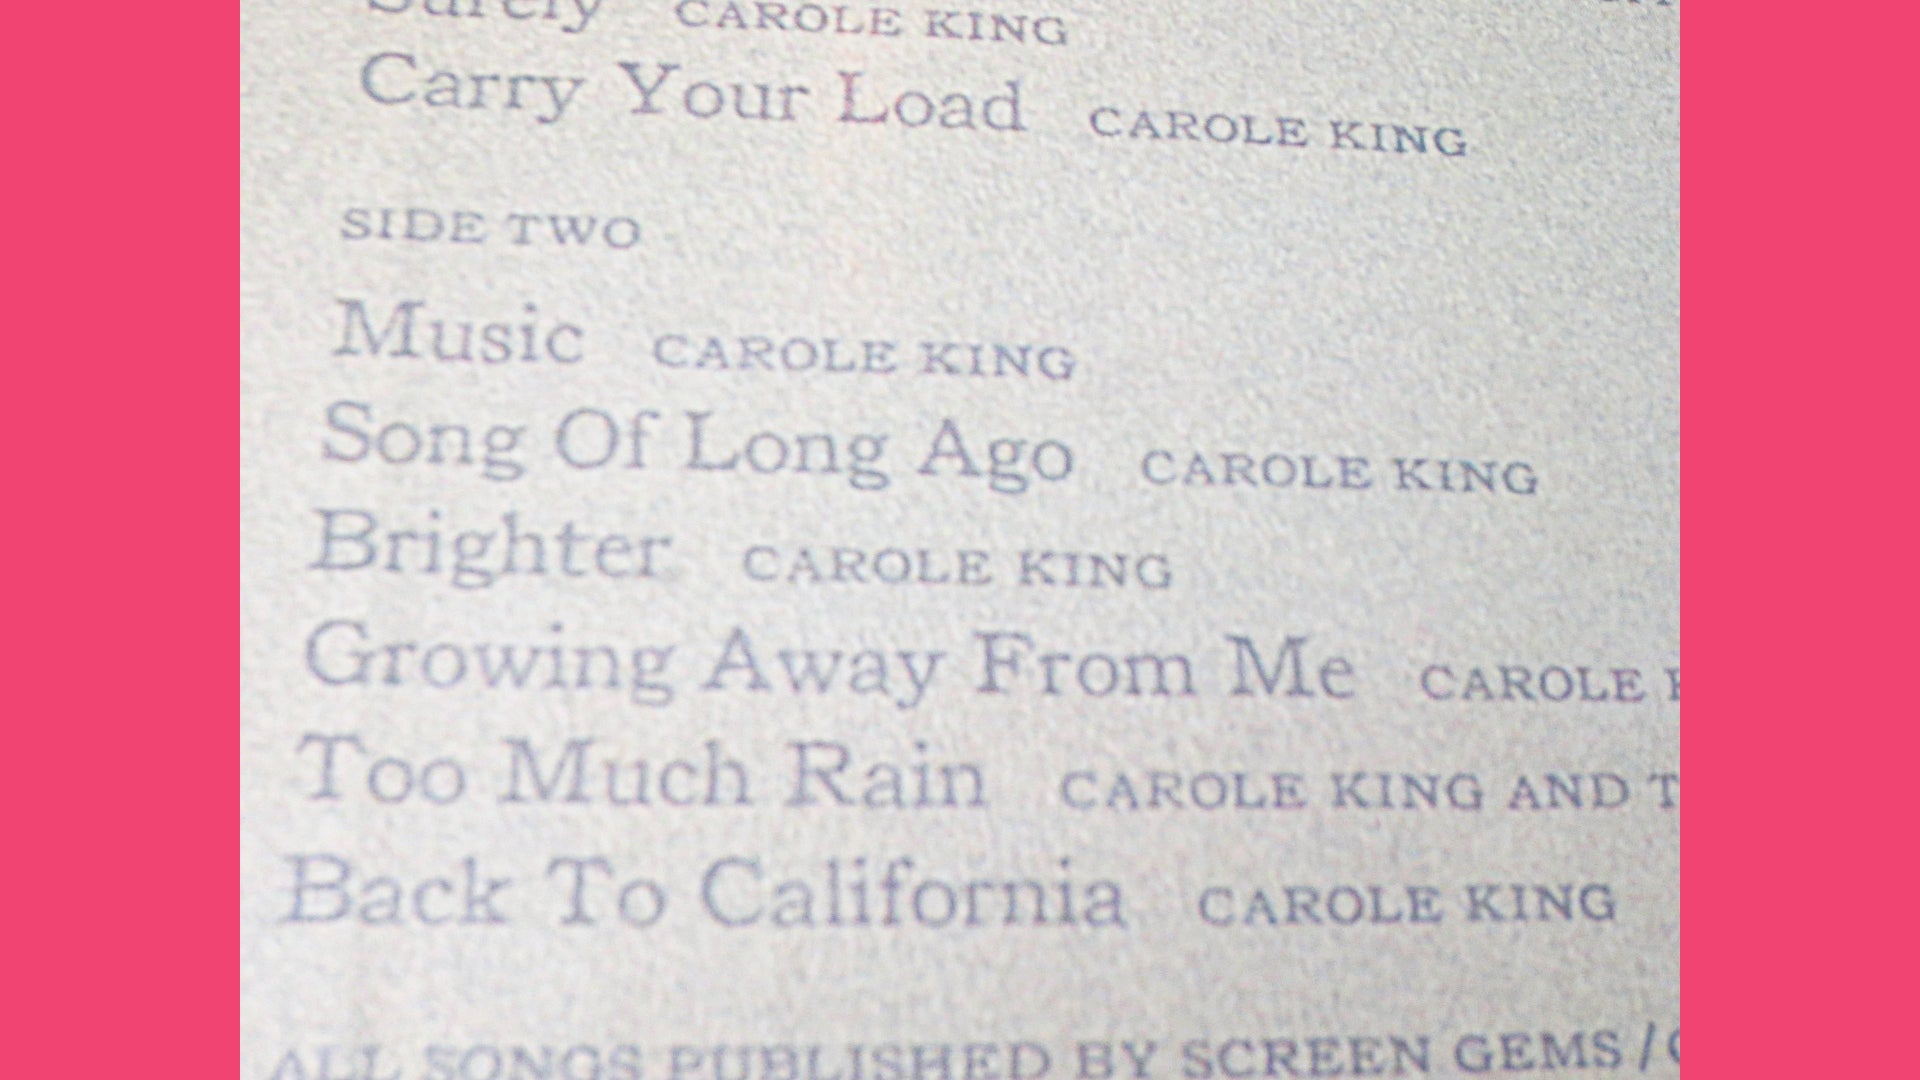 Surely CAROLE KING
Carry Your Load CAROLE KING
SIDE TWO
Music CAROLE KING
Song Of Long Ago CAROLE KING
Brighter CAROLE KING
Growing Away From Me CAROLE
Too Much Rain CAROLE KING AND T
Back To California CAROLE KING
ALL SONGS PUBLISHED BY SCREEN GEMS /